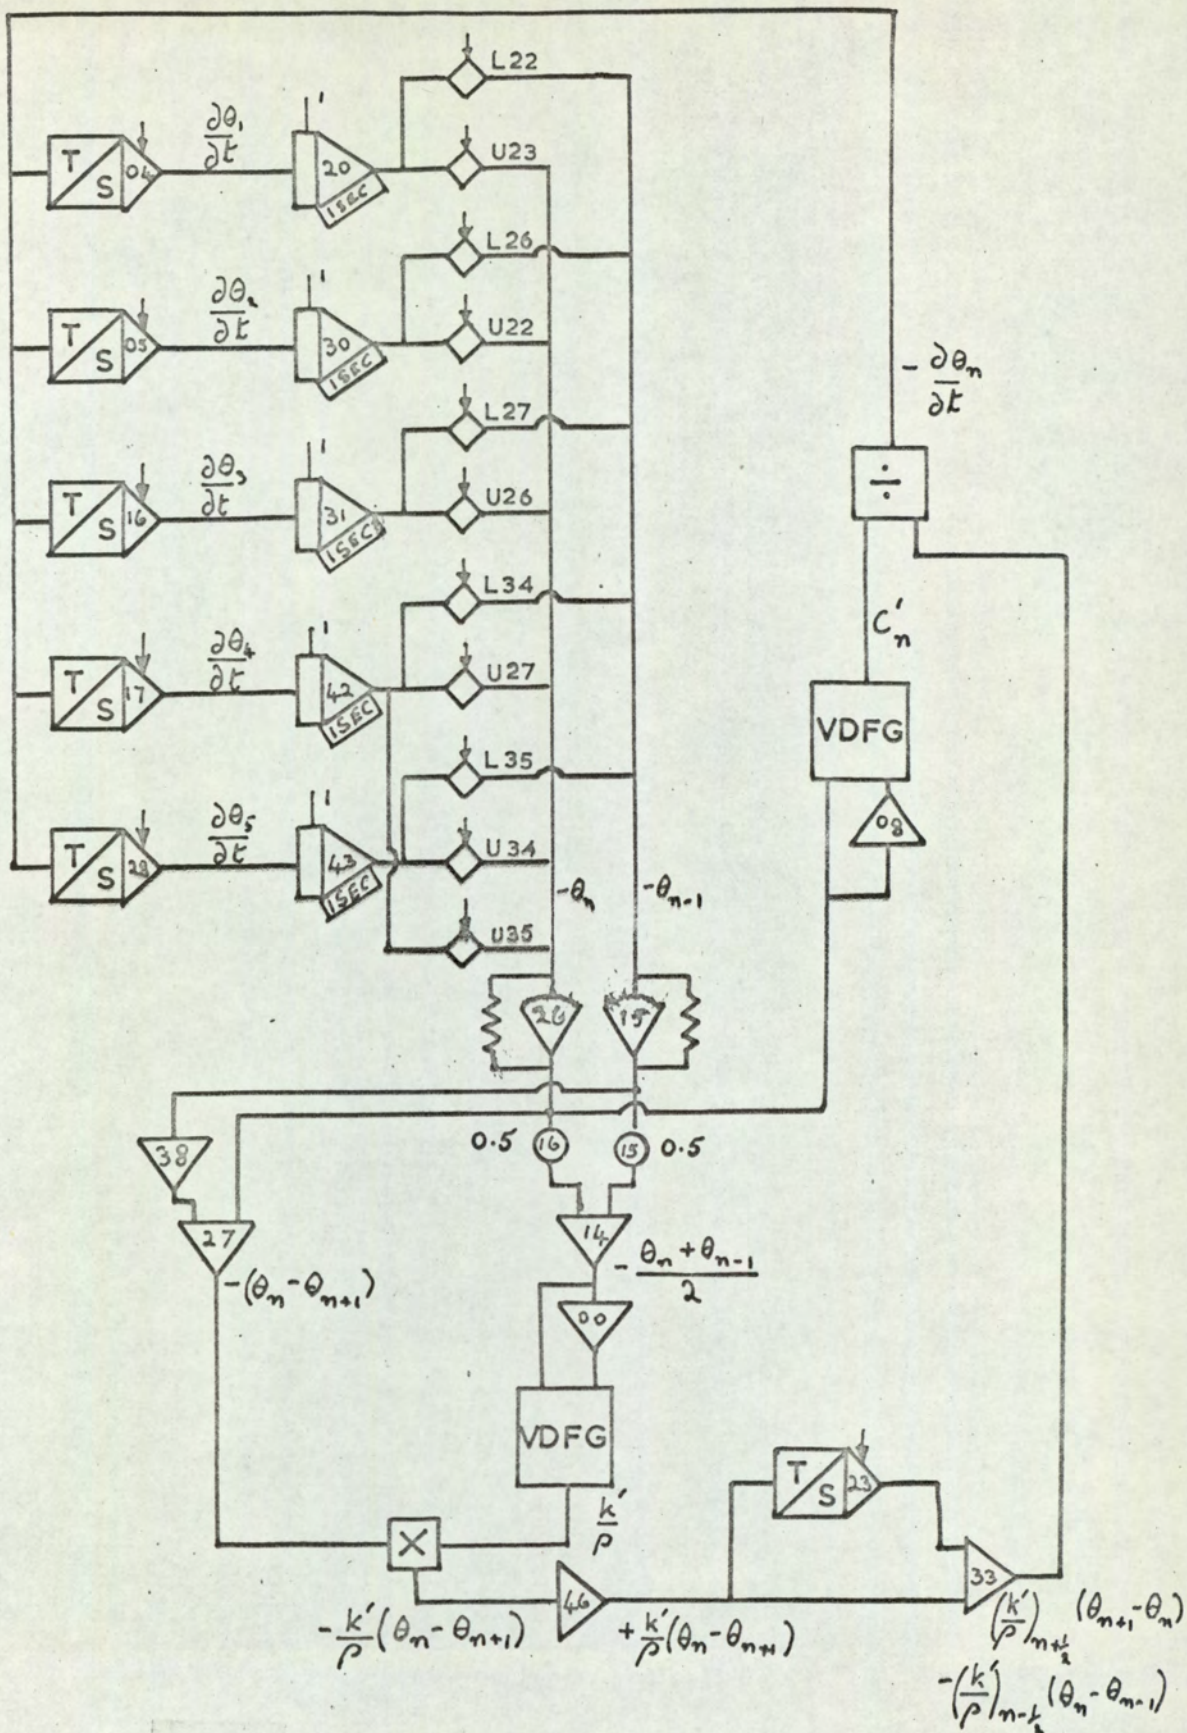 L22
T
S
04
∂θ₁/∂t
1
20
1SEC
U23
L26
T
S
05
∂θ₂/∂t
1
30
1SEC
U22
L27
T
S
16
∂θ₃/∂t
1
31
1SEC
U26
L34
T
S
17
∂θ₄/∂t
1
42
1SEC
U27
L35
T
S
∂θ₅/∂t
1
43
1SEC
U34
U35
-∂θₙ/∂t
÷
C'ₙ
VDFG
08
-θₙ
-θₙ₋₁
26
15
0.5
16
15
0.5
38
27
-(θₙ-θₙ₊₁)
14
-(θₙ+θₙ₋₁)/2
00
VDFG
k'/ρ
×
-k'/ρ(θₙ-θₙ₊₁)
46
+k'/ρ(θₙ-θₙ₊₁)
T
S
23
33
(k'/ρ)ₙ₊½(θₙ₊₁-θₙ)
-(k'/ρ)ₙ₋½(θₙ-θₙ₋₁)